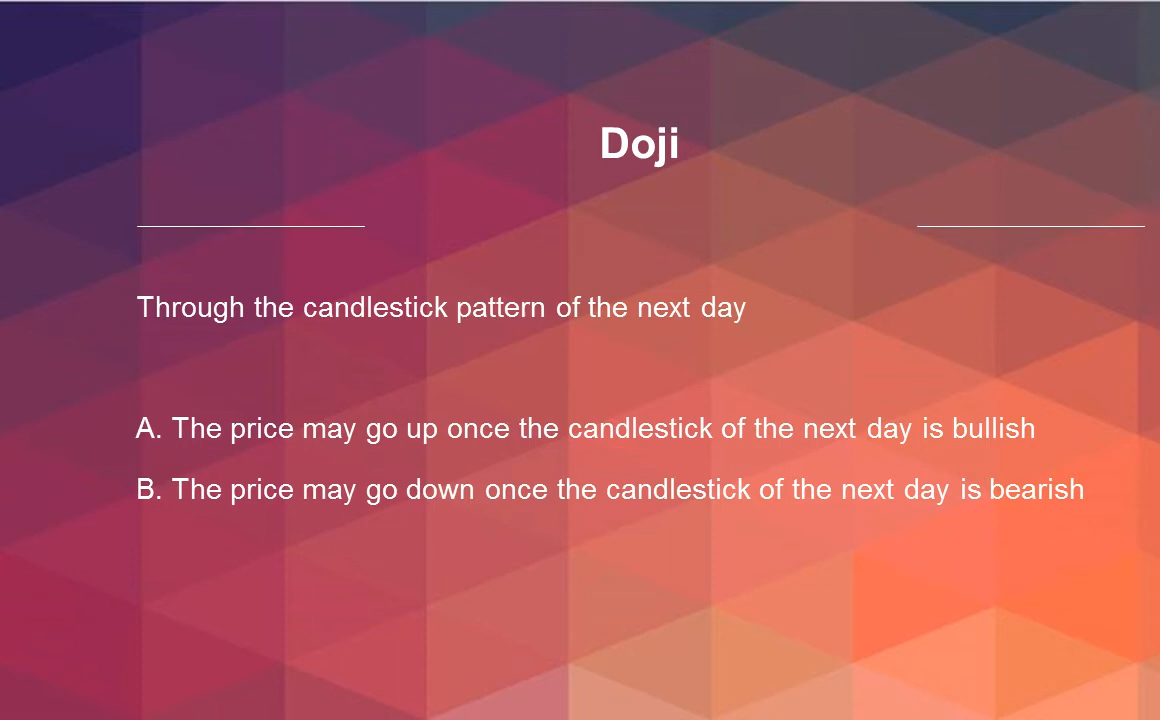 Doji
Through the candlestick pattern of the next day
A. The price may go up once the candlestick of the next day is bullish
B. The price may go down once the candlestick of the next day is bearish